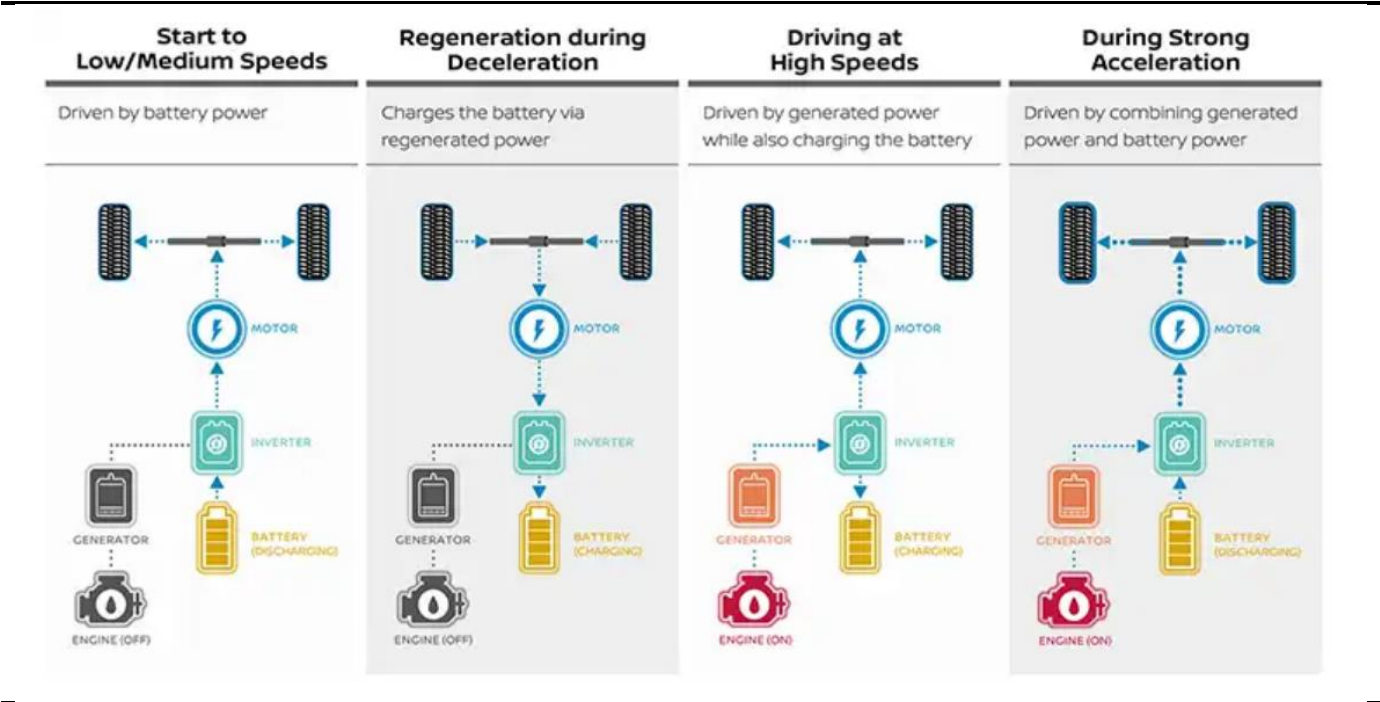 Start to
Low/Medium Speeds
Driven by battery power
MOTOR
INVERTER
GENERATOR
BATTERY
(DISCHARGING)
ENGINE (OFF)
Regeneration during
Deceleration
Charges the battery via
regenerated power
MOTOR
INVERTER
GENERATOR
BATTERY
(CHARGING)
ENGINE (OFF)
Driving at
High Speeds
Driven by generated power
while also charging the battery
MOTOR
INVERTER
GENERATOR
BATTERY
(CHARGING)
ENGINE (ON)
During Strong
Acceleration
Driven by combining generated
power and battery power
MOTOR
INVERTER
GENERATOR
BATTERY
(DISCHARGING)
ENGINE (ON)